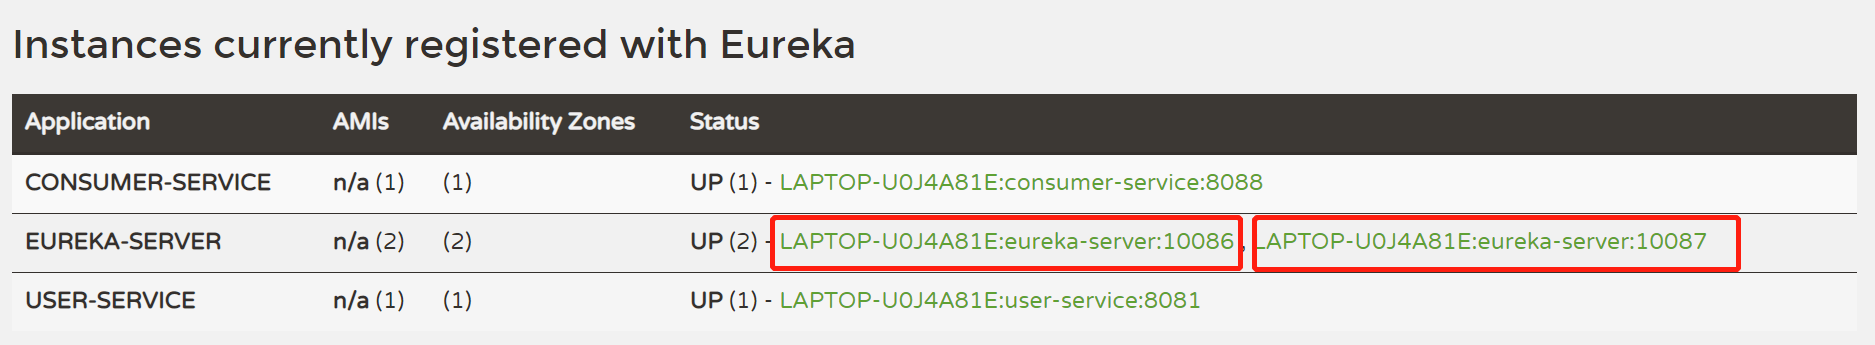 Instances currently registered with Eureka
Application AMIs Availability Zones Status
CONSUMER-SERVICE n/a (1) (1) UP (1) - LAPTOP-U0J4A81E:consumer-service:8088
EUREKA-SERVER n/a (2) (2) UP (2) - LAPTOP-U0J4A81E:eureka-server:10086 , LAPTOP-U0J4A81E:eureka-server:10087
USER-SERVICE n/a (1) (1) UP (1) - LAPTOP-U0J4A81E:user-service:8081